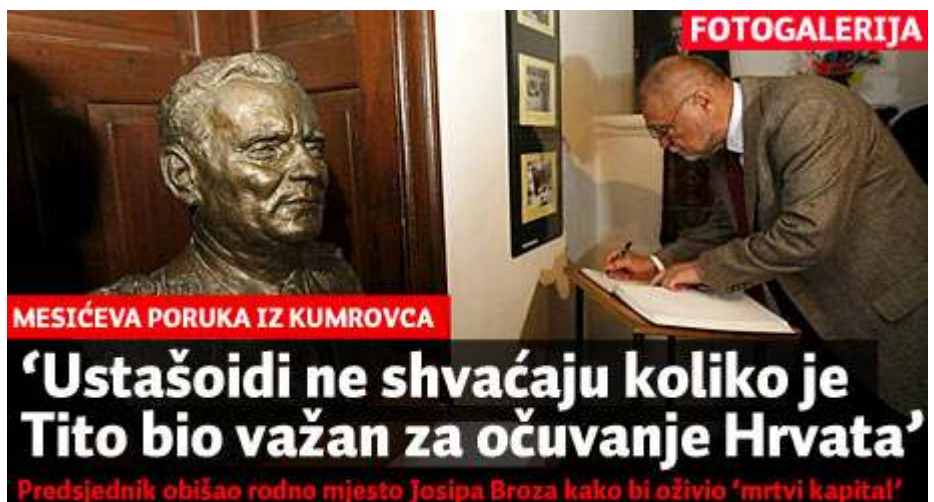 FOTOGALERIJA
MESIĆEVA PORUKA IZ KUMROVCA
‘Ustašoidi ne shvaćaju koliko je
Tito bio važan za očuvanje Hrvata’
Predsjednik obišao rodno mjesto Josipa Broza kako bi oživio ‘mrtvi kapital’